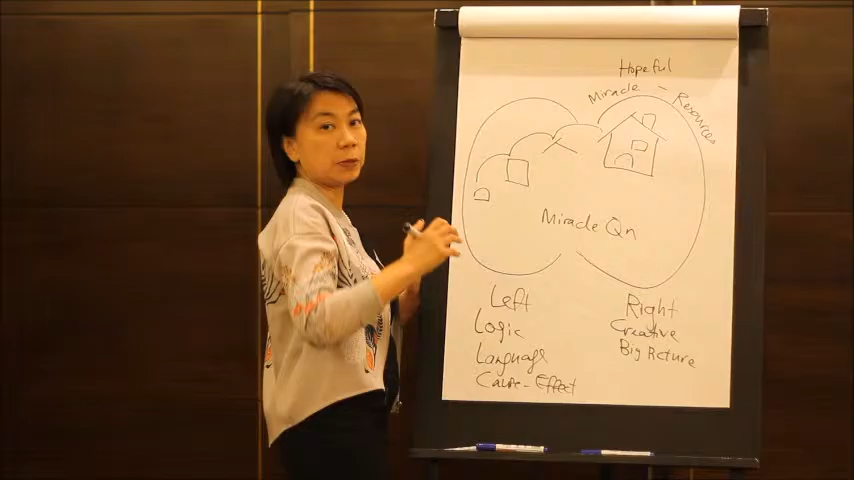 Hopeful
Miracle - Resources
Miracle Qn
Left
Logic
Language
Cause-Effect
Right
Creative
Big Picture